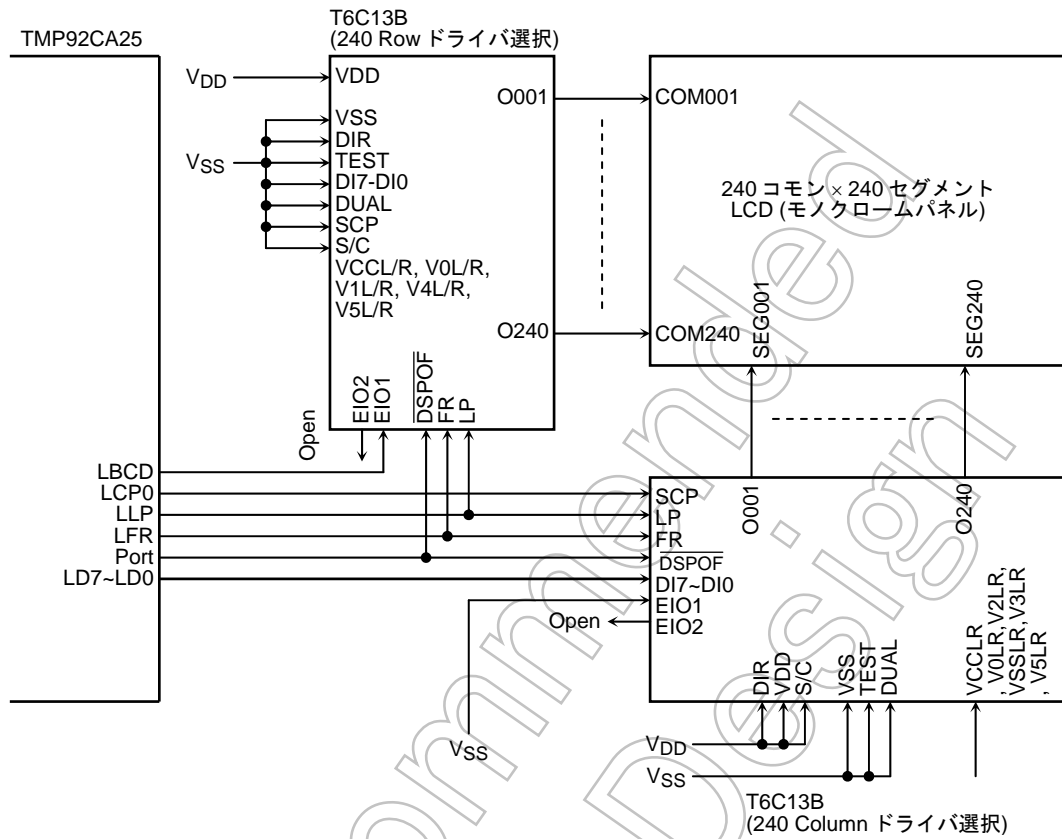 TMP92CA25
T6C13B
(240 Row ドライバ選択)
VDD
VDD
VSS
VSS
DIR
TEST
DI7-DI0
DUAL
SCP
S/C
VCCL/R, V0L/R,
V1L/R, V4L/R,
V5L/R
O001
O240
COM001
COM240
240 コモン × 240 セグメント
LCD (モノクロームパネル)
SEG001
SEG240
Open
EIO2
EIO1
DSPOF
FR
LP
LBCD
LCP0
LLP
LFR
Port
LD7~LD0
O001
O240
SCP
LP
FR
DSPOF
DI7~DI0
EIO1
EIO2
Open
DIR
VDD
S/C
VSS
TEST
DUAL
VCCLR
, V0LR, V2LR
VSSLR, V3LR
, V5LR
VSS
VDD
VSS
T6C13B
(240 Column ドライバ選択)
ommended
Design